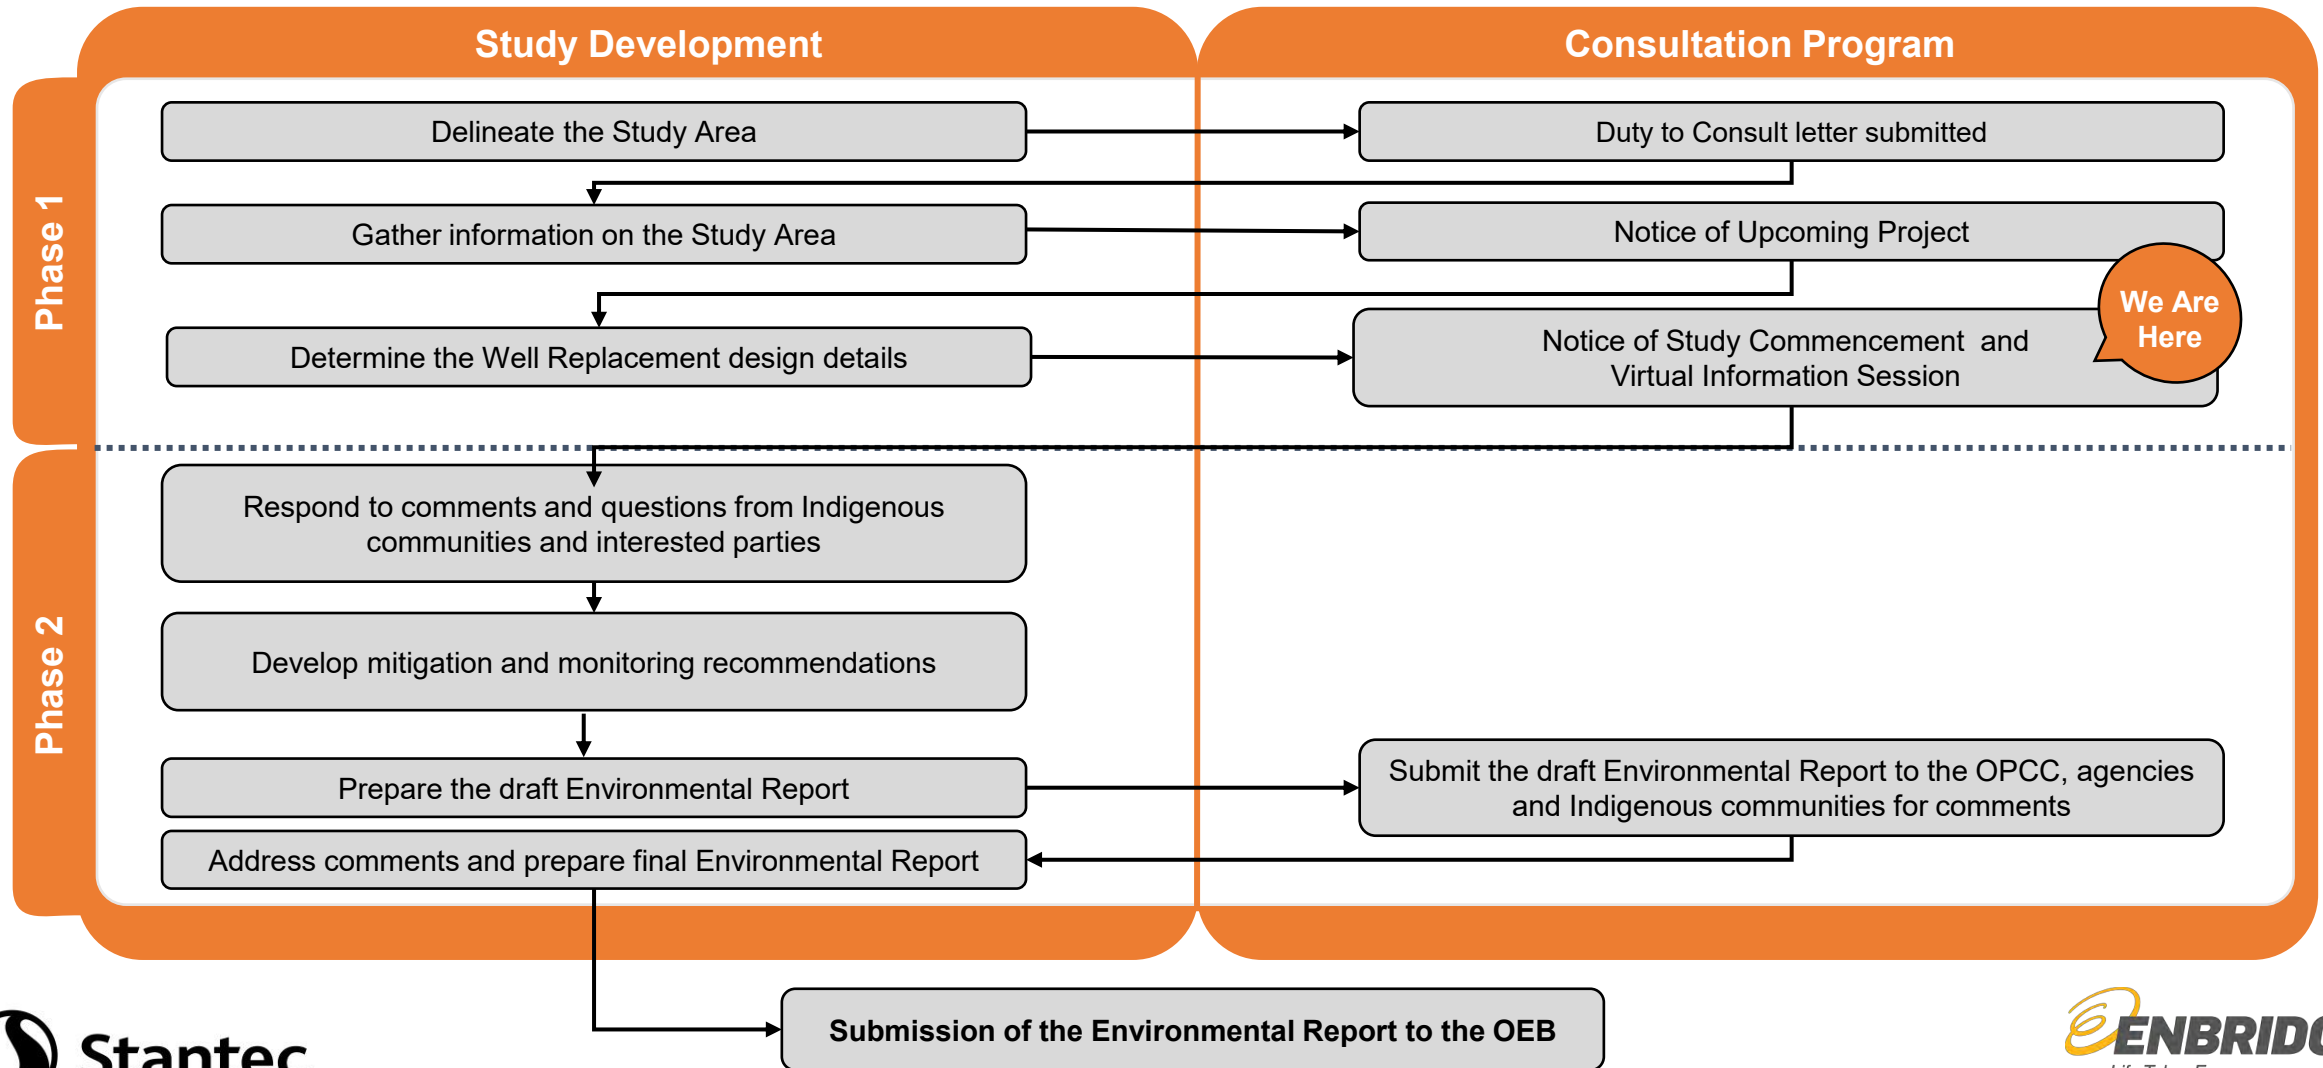 Study Development
Consultation Program
Phase 1
Delineate the Study Area
Duty to Consult letter submitted
Gather information on the Study Area
Notice of Upcoming Project
We Are
Here
Determine the Well Replacement design details
Notice of Study Commencement and
Virtual Information Session
Phase 2
Respond to comments and questions from Indigenous
communities and interested parties
Develop mitigation and monitoring recommendations
Prepare the draft Environmental Report
Submit the draft Environmental Report to the OPCC, agencies
and Indigenous communities for comments
Address comments and prepare final Environmental Report
Submission of the Environmental Report to the OEB
Stantec